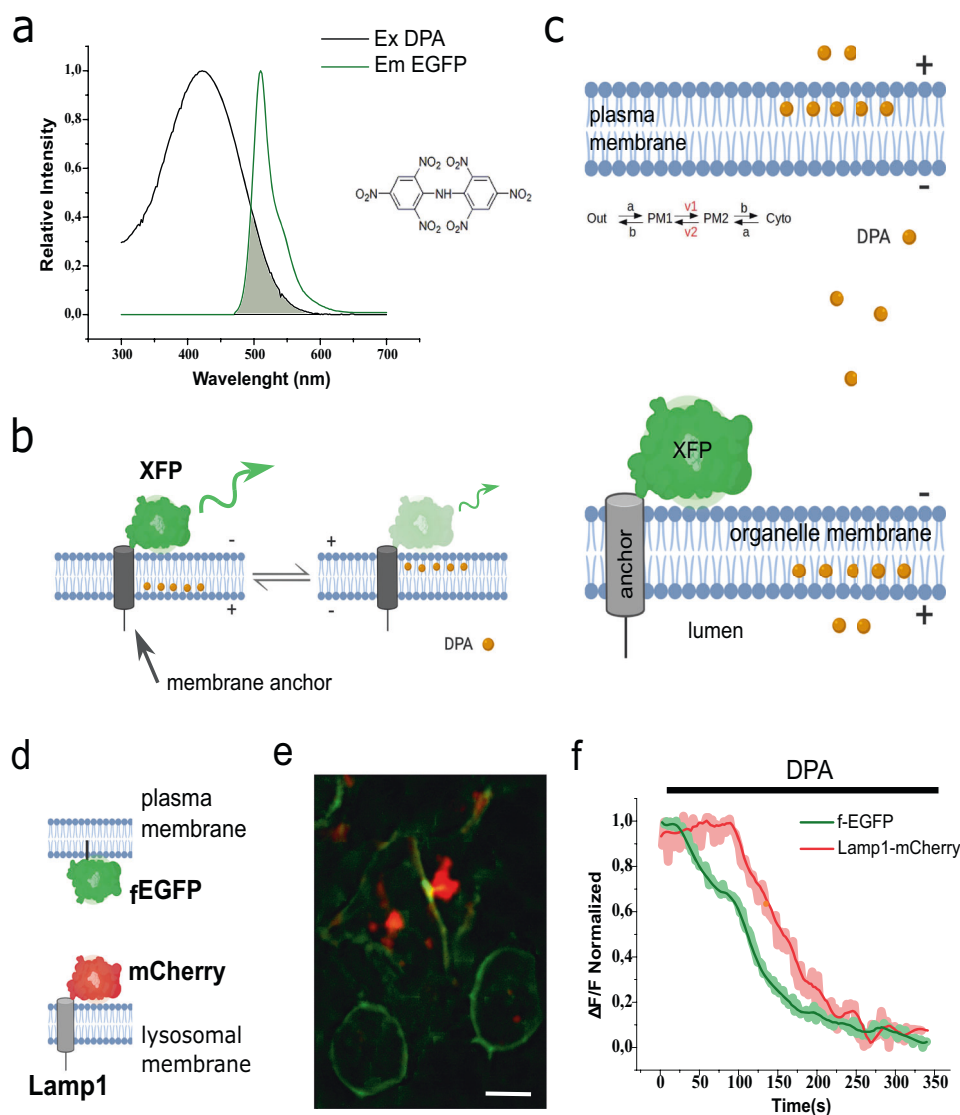 a
Ex DPA
Em EGFP
Relative Intensity
1,0
0,8
0,6
0,4
0,2
0,0
300 400 500 600 700
Wavelenght (nm)
NO₂ O₂N
O₂N NH NO₂
NO₂ O₂N
b
XFP
-
+
+
-
DPA
membrane anchor
c
+
plasma
membrane
-
Out a b PM1 v1 v2 PM2 b a Cyto
DPA
XFP
-
anchor
organelle membrane
+
lumen
d
plasma
membrane
fEGFP
mCherry
lysosomal
membrane
Lamp1
e
f
DPA
f-EGFP
Lamp1-mCherry
ΔF/F Normalized
1,0
0,8
0,6
0,4
0,2
0,0
0 50 100 150 200 250 300 350
Time(s)